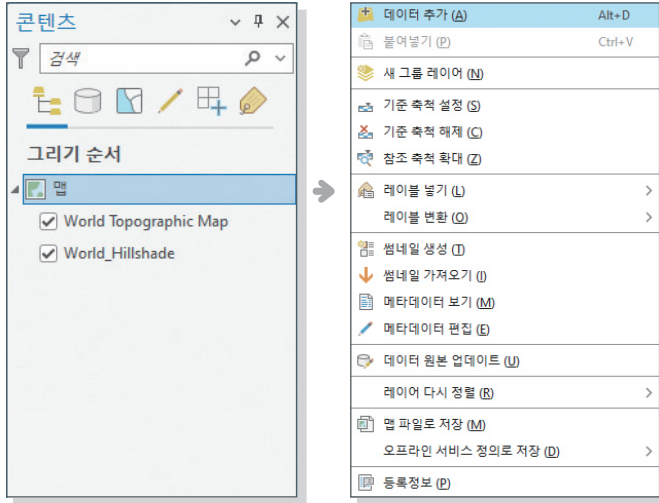 콘텐츠
검색
그리기 순서
맵
World Topographic Map
World_Hillshade
데이터 추가 (A) Alt+D
붙여넣기 (P) Ctrl+V
새 그룹 레이어 (N)
기준 축척 설정 (S)
기준 축척 해제 (C)
참조 축척 확대 (Z)
레이블 넣기 (L)
레이블 변환 (O)
썸네일 생성 (T)
썸네일 가져오기 (I)
메타데이터 보기 (M)
메타데이터 편집 (E)
데이터 원본 업데이트 (U)
레이어 다시 정렬 (R)
맵 파일로 저장 (M)
오프라인 서비스 정의로 저장 (D)
등록정보 (P)